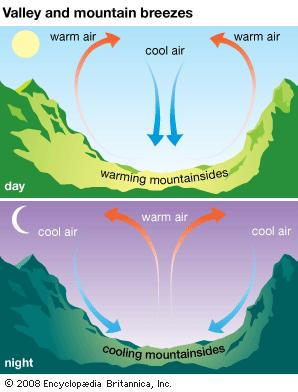 Valley and mountain breezes
warm air
warm air
cool air
warming mountainsides
day
warm air
cool air
cool air
cooling mountainsides
night
© 2008 Encyclopædia Britannica, Inc.